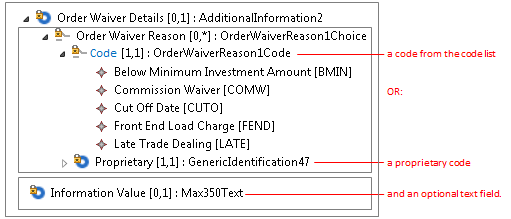 Order Waiver Details [0,1] : AdditionalInformation2
Order Waiver Reason [0,*] : OrderWaiverReason1Choice
Code [1,1] : OrderWaiverReason1Code
a code from the code list
Below Minimum Investment Amount [BMIN]
Commission Waiver [COMW]
OR:
Cut Off Date [CUTO]
Front End Load Charge [FEND]
Late Trade Dealing [LATE]
Proprietary [1,1] : GenericIdentification47
a proprietary code
Information Value [0,1] : Max350Text
and an optional text field.